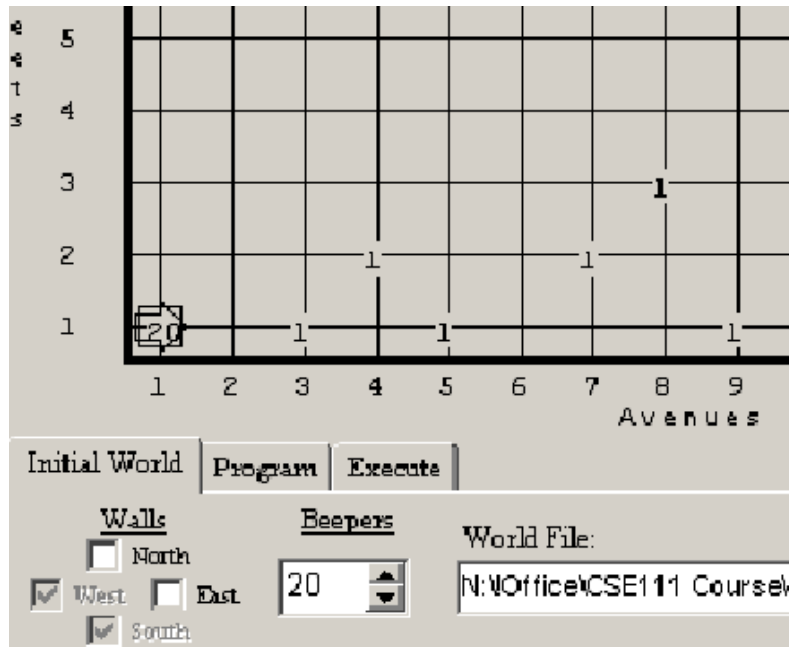 e
e
t
s
5
4
3
2
1
1
1
1
20
1
1
1
1 2 3 4 5 6 7 8 9
Avenues
Initial World Program Execute
Walls Beepers
North
World File:
West East
20
N:\Office\CSE111 Course\
South